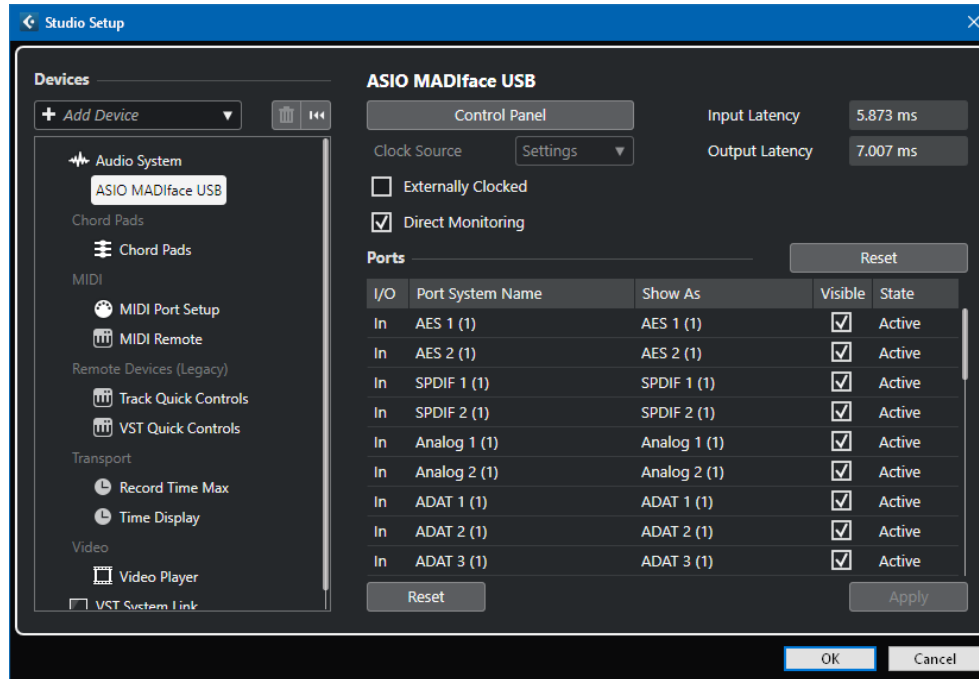 Studio Setup
Devices
+ Add Device
Audio System
ASIO MADIface USB
Chord Pads
Chord Pads
MIDI
MIDI Port Setup
MIDI Remote
Remote Devices (Legacy)
Track Quick Controls
VST Quick Controls
Transport
Record Time Max
Time Display
Video
Video Player
VST System Link
ASIO MADIface USB
Control Panel
Input Latency 5.873 ms
Clock Source Settings
Output Latency 7.007 ms
Externally Clocked
Direct Monitoring
Ports
Reset
I/O Port System Name Show As Visible State
In AES 1 (1) AES 1 (1) Active
In AES 2 (1) AES 2 (1) Active
In SPDIF 1 (1) SPDIF 1 (1) Active
In SPDIF 2 (1) SPDIF 2 (1) Active
In Analog 1 (1) Analog 1 (1) Active
In Analog 2 (1) Analog 2 (1) Active
In ADAT 1 (1) ADAT 1 (1) Active
In ADAT 2 (1) ADAT 2 (1) Active
In ADAT 3 (1) ADAT 3 (1) Active
Reset
Apply
OK
Cancel